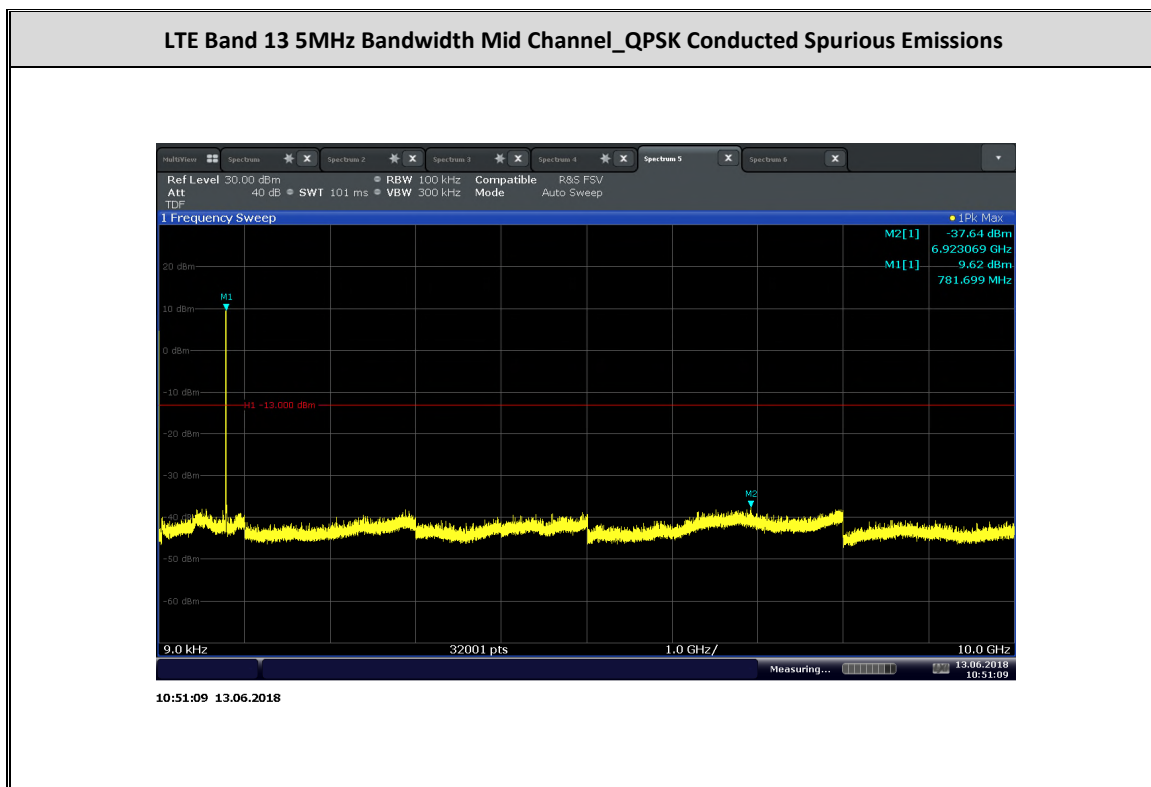 LTE Band 13 5MHz Bandwidth Mid Channel_QPSK Conducted Spurious Emissions
MultiView Spectrum X Spectrum 2 X Spectrum 3 X Spectrum 4 X Spectrum 5 X Spectrum 6 X
Ref Level 30.00 dBm RBW 100 kHz Compatible R&S FSV
Att 40 dB SWT 101 ms VBW 300 kHz Mode Auto Sweep
TDF
1 Frequency Sweep 1Pk Max
M2[1] -37.64 dBm
6.923069 GHz
20 dBm M1[1] 9.62 dBm
781.699 MHz
M1
10 dBm
0 dBm
-10 dBm
H1 -13.000 dBm
-20 dBm
-30 dBm
M2
-40 dBm
-50 dBm
-60 dBm
9.0 kHz 32001 pts 1.0 GHz/ 10.0 GHz
Measuring... 13.06.2018
10:51:09
10:51:09 13.06.2018